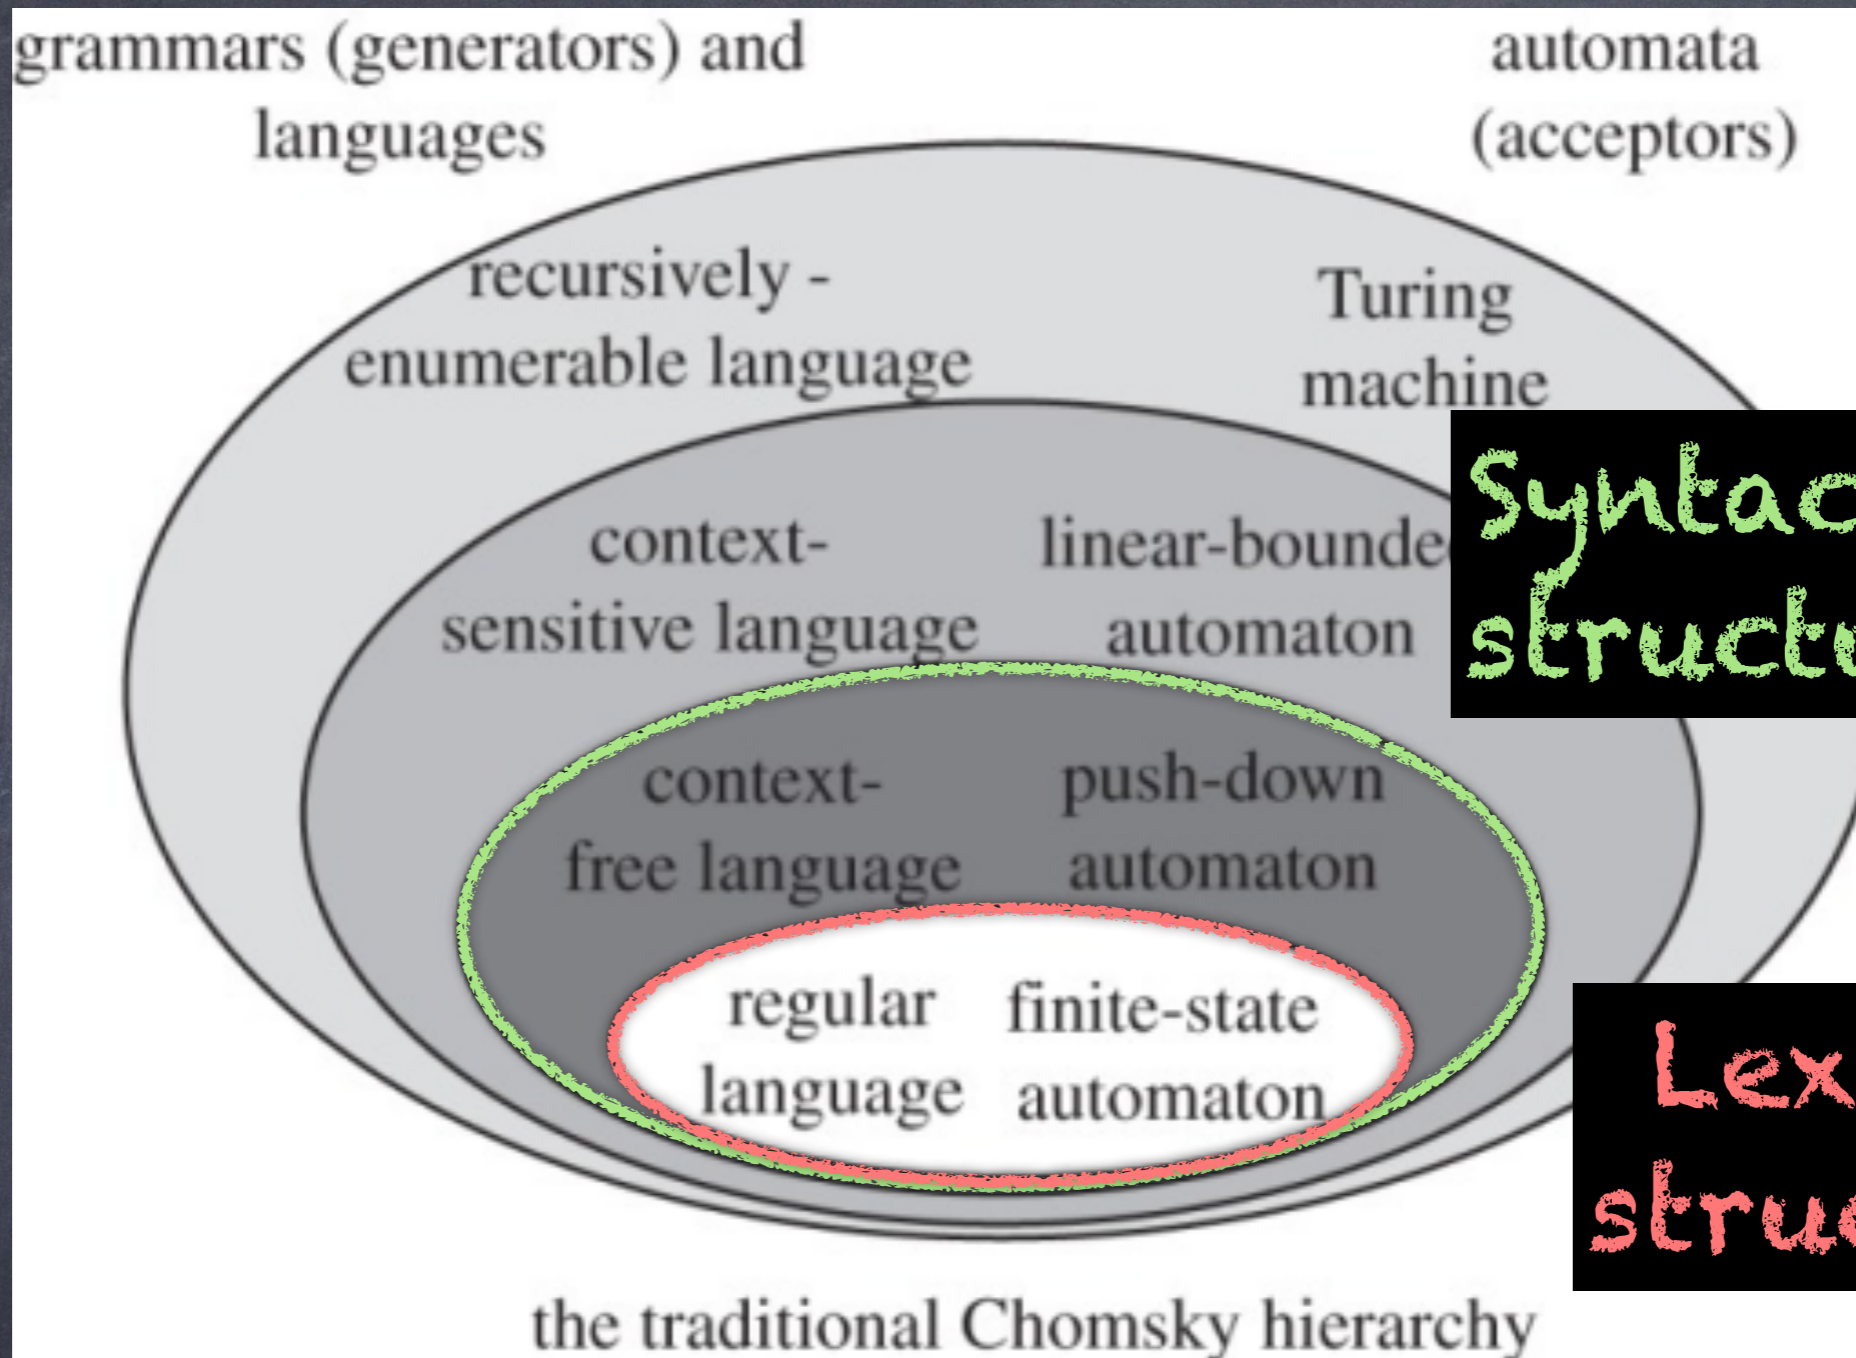 grammars (generators) and
languages
automata
(acceptors)
recursively -
enumerable language
Turing
machine
context-
sensitive language
linear-bounde
automaton
Syntac
structu
context-
free language
push-down
automaton
regular
language
finite-state
automaton
Lex
struc
the traditional Chomsky hierarchy